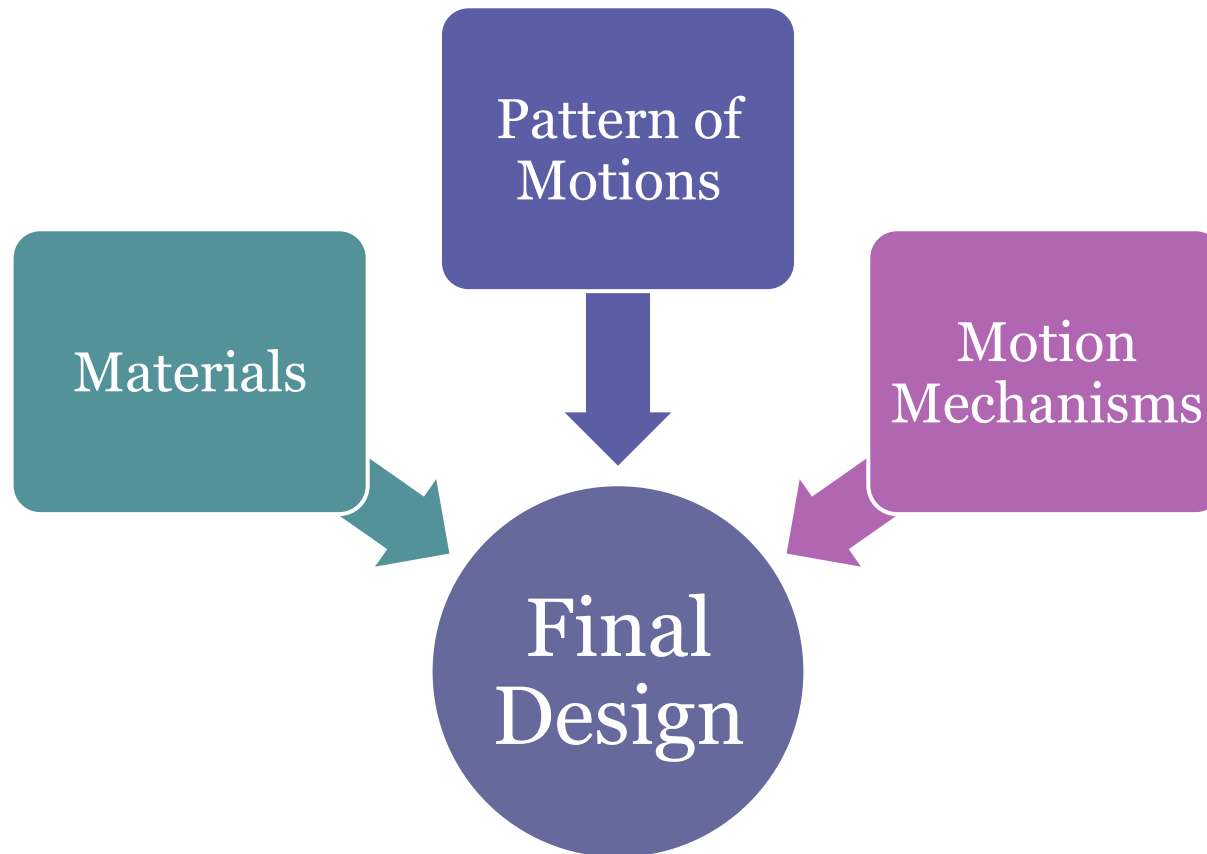 Pattern of
Motions
Materials
Motion
Mechanisms
Final
Design